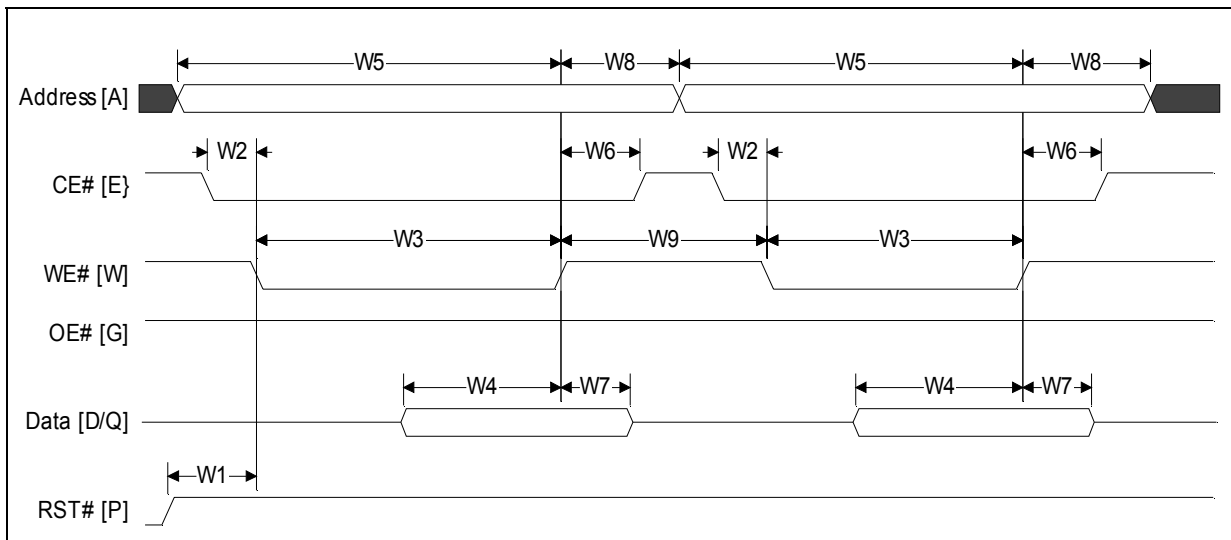 W5 W8 W5 W8
Address [A]
W2 W6 W2 W6
CE# [E}
W3 W9 W3
WE# [W]
OE# [G]
W4 W7 W4 W7
Data [D/Q]
W1
RST# [P]